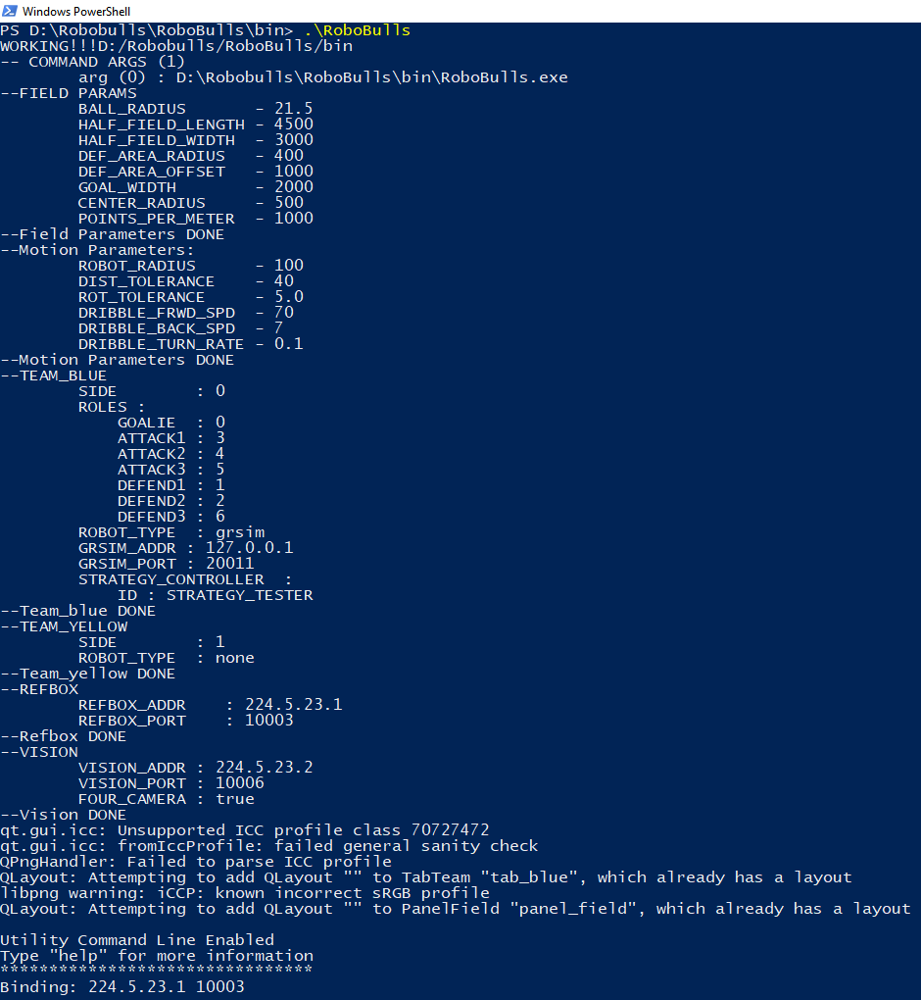 Windows PowerShell
PS D:\Robobulls\RoboBulls\bin> .\RoboBulls
WORKING!!!D:/Robobulls/RoboBulls/bin
-- COMMAND ARGS (1)
        arg (0) : D:\Robobulls\RoboBulls\bin\RoboBulls.exe
--FIELD PARAMS
        BALL_RADIUS       - 21.5
        HALF_FIELD_LENGTH - 4500
        HALF_FIELD_WIDTH  - 3000
        DEF_AREA_RADIUS   - 400
        DEF_AREA_OFFSET   - 1000
        GOAL_WIDTH        - 2000
        CENTER_RADIUS     - 500
        POINTS_PER_METER  - 1000
--Field Parameters DONE
--Motion Parameters:
        ROBOT_RADIUS      - 100
        DIST_TOLERANCE    - 40
        ROT_TOLERANCE     - 5.0
        DRIBBLE_FRWD_SPD  - 70
        DRIBBLE_BACK_SPD  - 7
        DRIBBLE_TURN_RATE - 0.1
--Motion Parameters DONE
--TEAM_BLUE
        SIDE        : 0
        ROLES :
            GOALIE  : 0
            ATTACK1 : 3
            ATTACK2 : 4
            ATTACK3 : 5
            DEFEND1 : 1
            DEFEND2 : 2
            DEFEND3 : 6
        ROBOT_TYPE  : grsim
        GRSIM_ADDR : 127.0.0.1
        GRSIM_PORT : 20011
        STRATEGY_CONTROLLER  :
            ID : STRATEGY_TESTER
--Team_blue DONE
--TEAM_YELLOW
        SIDE        : 1
        ROBOT_TYPE  : none
--Team_yellow DONE
--REFBOX
        REFBOX_ADDR    : 224.5.23.1
        REFBOX_PORT    : 10003
--Refbox DONE
--VISION
        VISION_ADDR : 224.5.23.2
        VISION_PORT : 10006
        FOUR_CAMERA : true
--Vision DONE
qt.gui.icc: Unsupported ICC profile class 70727472
qt.gui.icc: fromIccProfile: failed general sanity check
QPngHandler: Failed to parse ICC profile
QLayout: Attempting to add QLayout "" to TabTeam "tab_blue", which already has a layout
libpng warning: iCCP: known incorrect sRGB profile
QLayout: Attempting to add QLayout "" to PanelField "panel_field", which already has a layout
Utility Command Line Enabled
Type "help" for more information
********************************
Binding: 224.5.23.1 10003